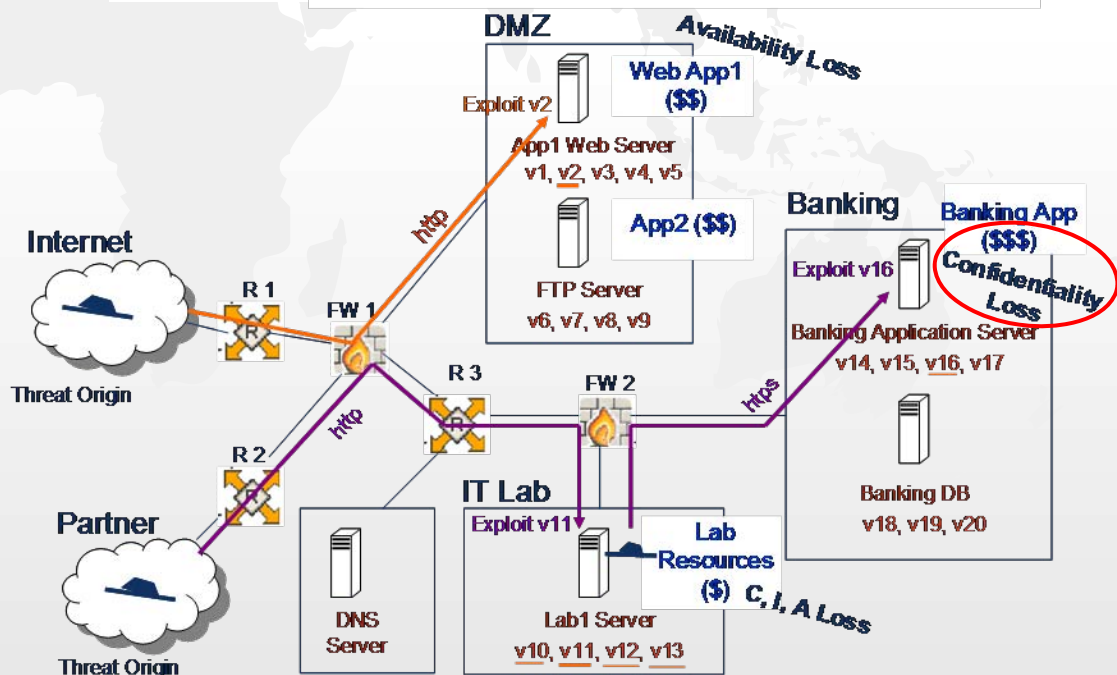 DMZ
Availability Loss
Web App1
($$)
Exploit v2
App1 Web Server
v1, v2, v3, v4, v5
http
App2 ($$)
FTP Server
v6, v7, v8, v9
Internet
R 1
FW 1
Threat Origin
Banking
Banking App
($$$)
Confidentiality
Loss
Exploit v16
Banking Application Server
v14, v15, v16, v17
R 3
FW 2
http
https
R
R
R
R 2
Partner
Threat Origin
Banking DB
v18, v19, v20
IT Lab
Exploit v11
Lab
Resources
($)
C, I, A Loss
DNS
Server
Lab1 Server
v10, v11, v12, v13